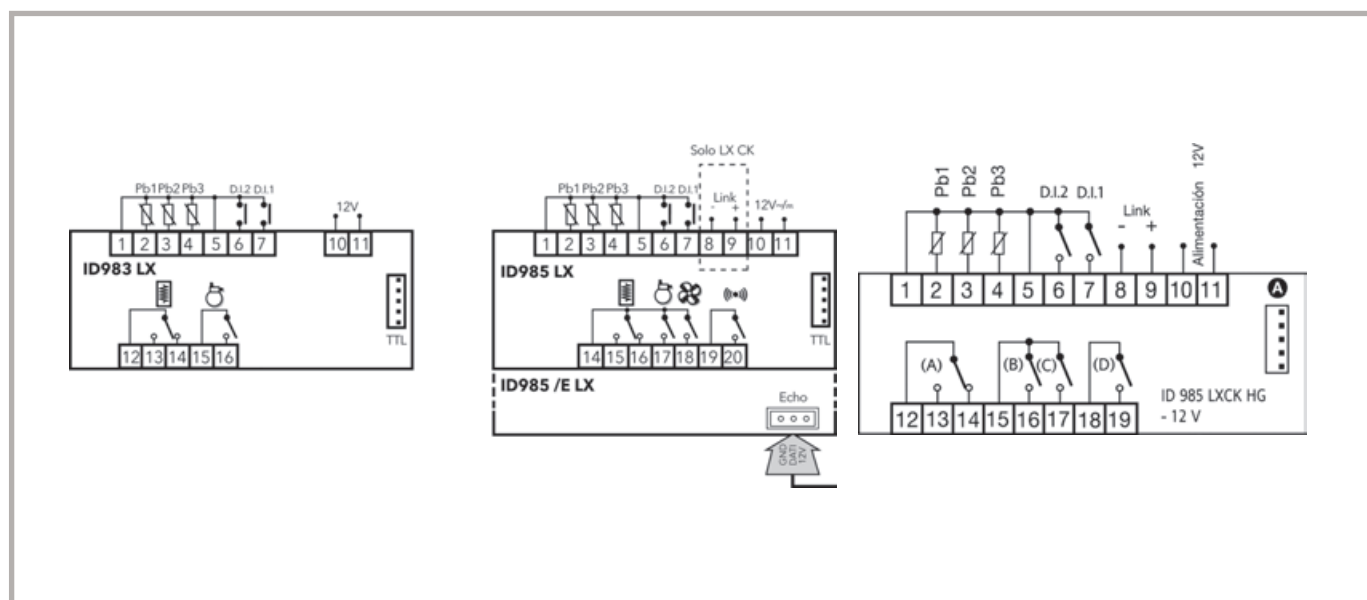 Pb1 Pb2 Pb3 D.I.2 D.I.1
12V
1 2 3 4 5 6 7 10 11
ID983 LX
TTL
12 13 14 15 16
Solo LX CK
Pb1 Pb2 Pb3 D.I.2 D.I.1 Link 12V~/⎓
- +
1 2 3 4 5 6 7 8 9 10 11
ID985 LX
TTL
14 15 16 17 18 19 20
ID985 /E LX
Echo
GND
DATI
12V
Pb1 Pb2 Pb3 D.I.2 D.I.1 Link Alimentación 12V
- +
1 2 3 4 5 6 7 8 9 10 11
A
(A) (B) (C) (D)
ID 985 LXCK HG
- 12 V
12 13 14 15 16 17 18 19